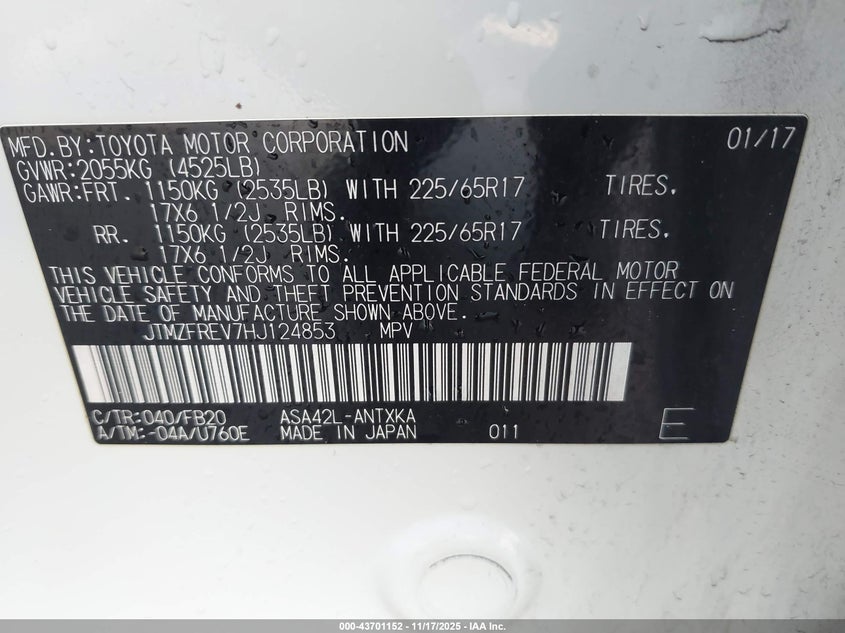 MFD.BY:TOYOTA MOTOR CORPORATION 01/17
GVWR:2055KG (4525LB)
GAWR:FRT. 1150KG (2535LB) WITH 225/65R17 TIRES,
17X6 1/2J RIMS.
RR. 1150KG (2535LB) WITH 225/65R17 TIRES,
17X6 1/2J RIMS.
THIS VEHICLE CONFORMS TO ALL APPLICABLE FEDERAL MOTOR
VEHICLE SAFETY AND THEFT PREVENTION STANDARDS IN EFFECT ON
THE DATE OF MANUFACTURE SHOWN ABOVE.
JTMZFREV7HJ124853 MPV
C/TR:040/FB20 ASA42L-ANTXKA
A/TM:-04A/U760E MADE IN JAPAN 011 E
000-43701152 - 11/17/2025 - IAA Inc.